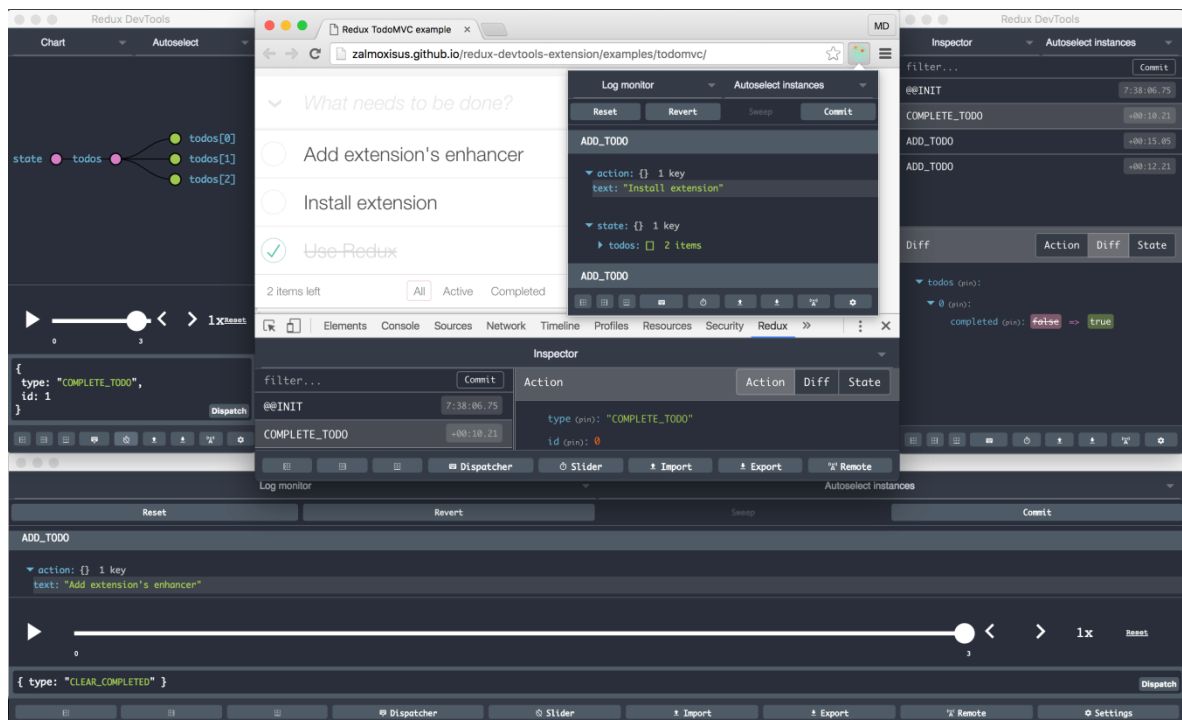 Redux DevTools
Chart
Autoselect
state
todos
todos[0]
todos[1]
todos[2]
1x
Reset
0
3
{
type: "COMPLETE_TODO",
id: 1
}
Dispatch
Redux TodoMVC example
MD
zalmoxisus.github.io/redux-devtools-extension/examples/todomvc/
What needs to be done?
Add extension's enhancer
Install extension
Use Redux
2 items left
All
Active
Completed
Log monitor
Autoselect instances
Reset
Revert
Sweep
Commit
ADD_TODO
action: {} 1 key
text: "Install extension"
state: {} 1 key
todos: [] 2 items
ADD_TODO
Elements
Console
Sources
Network
Timeline
Profiles
Resources
Security
Redux
Inspector
filter...
Commit
@@INIT
7:38:06.75
COMPLETE_TODO
+00:10.21
Action
Action
Diff
State
type (pin): "COMPLETE_TODO"
id (pin): 0
Dispatcher
Slider
Import
Export
Remote
Redux DevTools
Inspector
Autoselect instances
filter...
Commit
@@INIT
7:38:06.75
COMPLETE_TODO
+00:10.21
ADD_TODO
+00:15.05
ADD_TODO
+00:12.21
Diff
Action
Diff
State
todos (pin):
0 (pin):
completed (pin): false => true
Log monitor
Autoselect instances
Reset
Revert
Sweep
Commit
ADD_TODO
action: {} 1 key
text: "Add extension's enhancer"
0
3
1x
Reset
{ type: "CLEAR_COMPLETED" }
Dispatch
Dispatcher
Slider
Import
Export
Remote
Settings